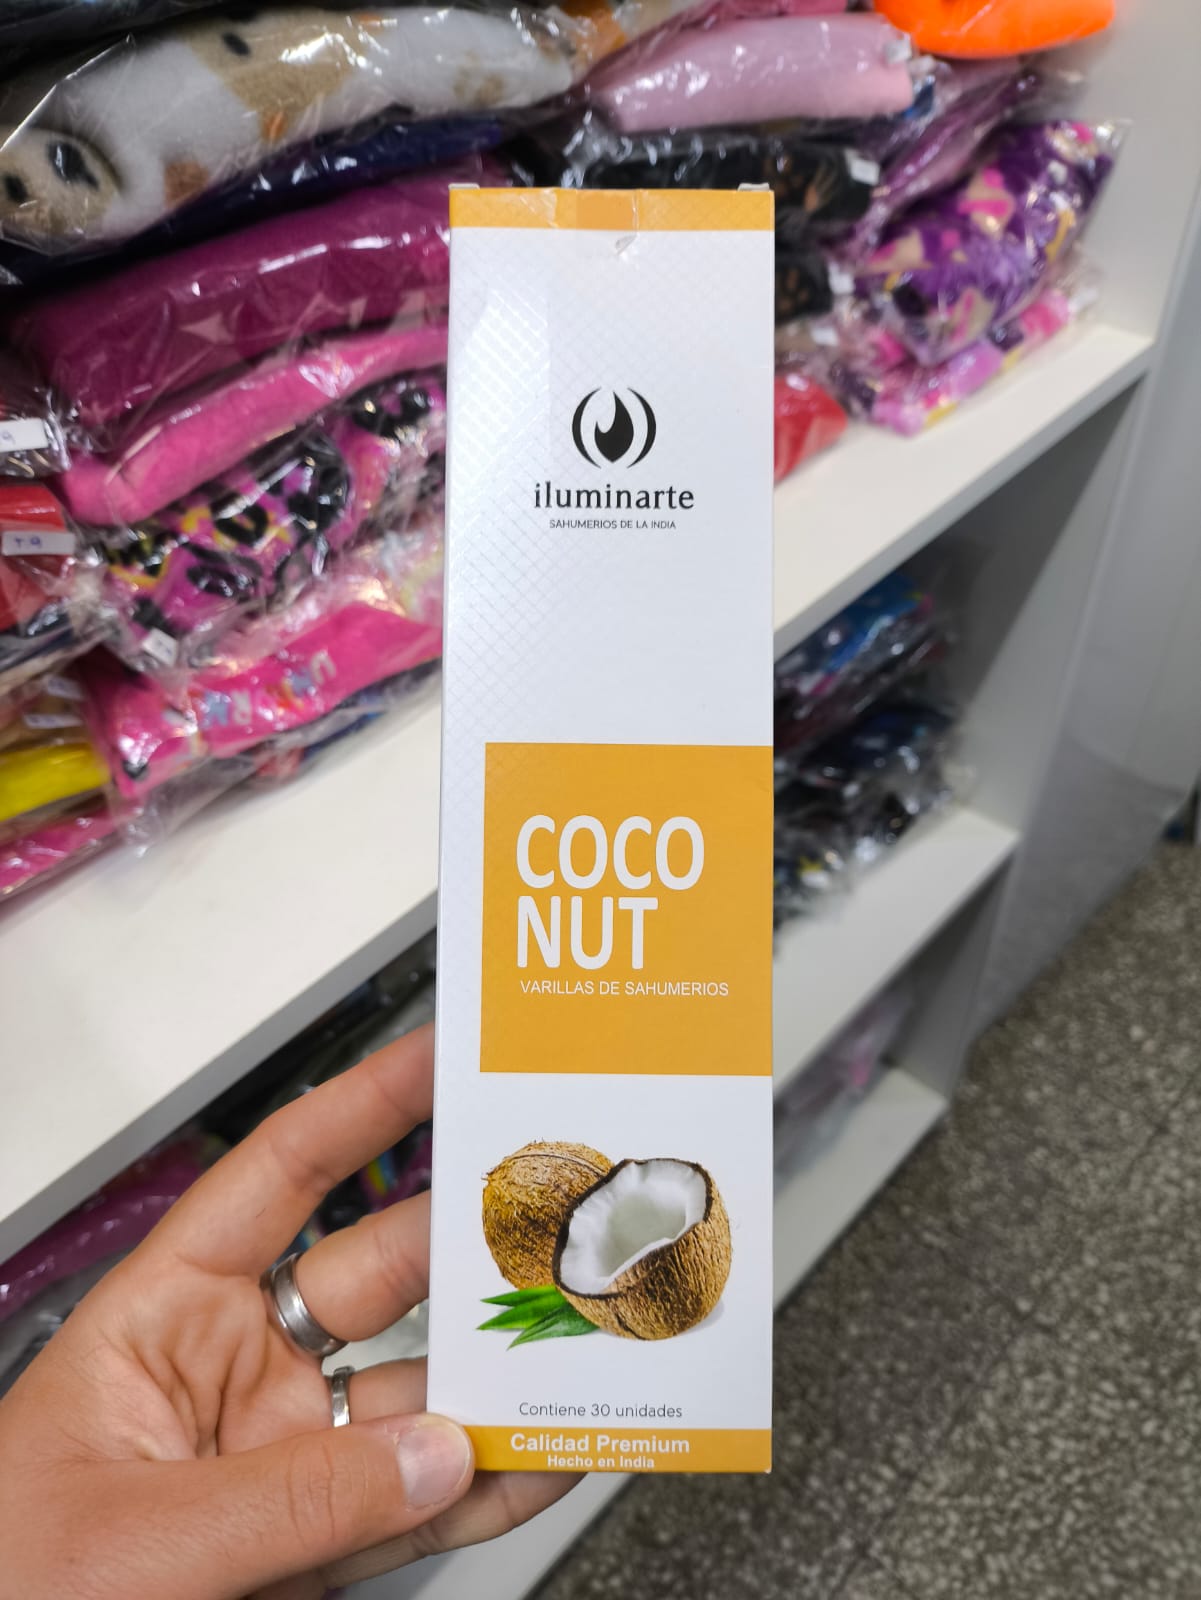 iluminarte
SAHUMERIOS DE LA INDIA
COCO
NUT
VARILLAS DE SAHUMERIOS
Contiene 30 unidades
Calidad Premium
Hecho en India